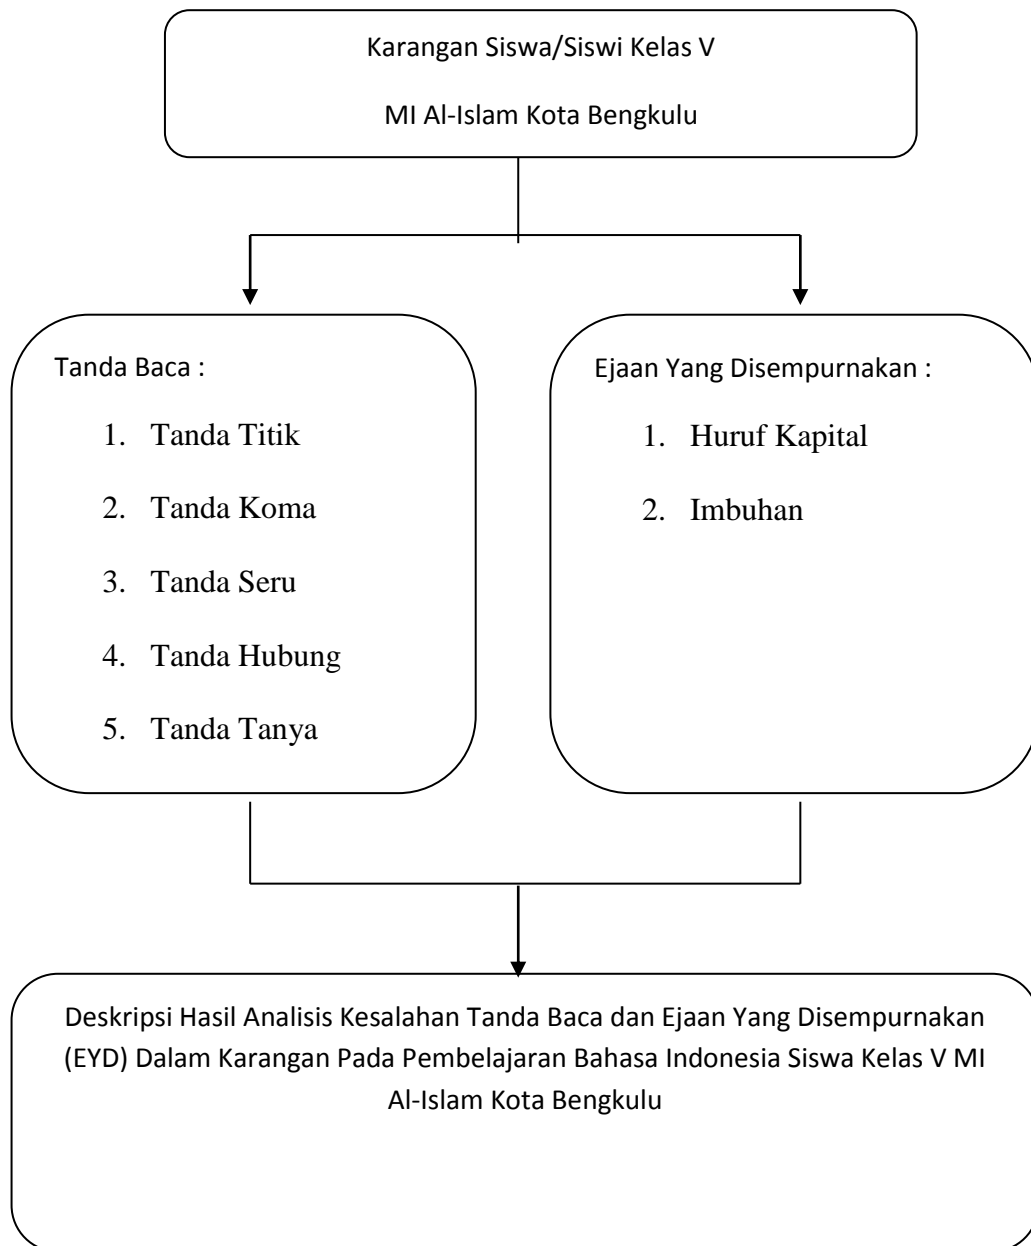 Karangan Siswa/Siswi Kelas V
MI Al-Islam Kota Bengkulu
Tanda Baca :
1. Tanda Titik
2. Tanda Koma
3. Tanda Seru
4. Tanda Hubung
5. Tanda Tanya
Ejaan Yang Disempurnakan :
1. Huruf Kapital
2. Imbuhan
Deskripsi Hasil Analisis Kesalahan Tanda Baca dan Ejaan Yang Disempurnakan
(EYD) Dalam Karangan Pada Pembelajaran Bahasa Indonesia Siswa Kelas V MI
Al-Islam Kota Bengkulu